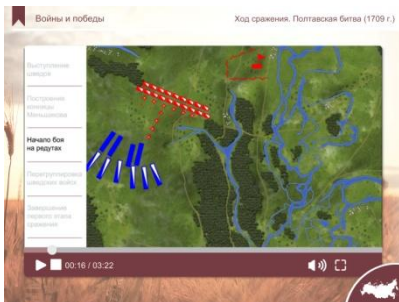 Войны и победы
Ход сражения. Полтавская битва (1709 г.)
Выступление
шведов
Построение
конницы
Меньшикова
Начало боя
на редутах
Перегруппировка
шведских войск
Завершение
первого этапа
сражения
00:16 / 03:22